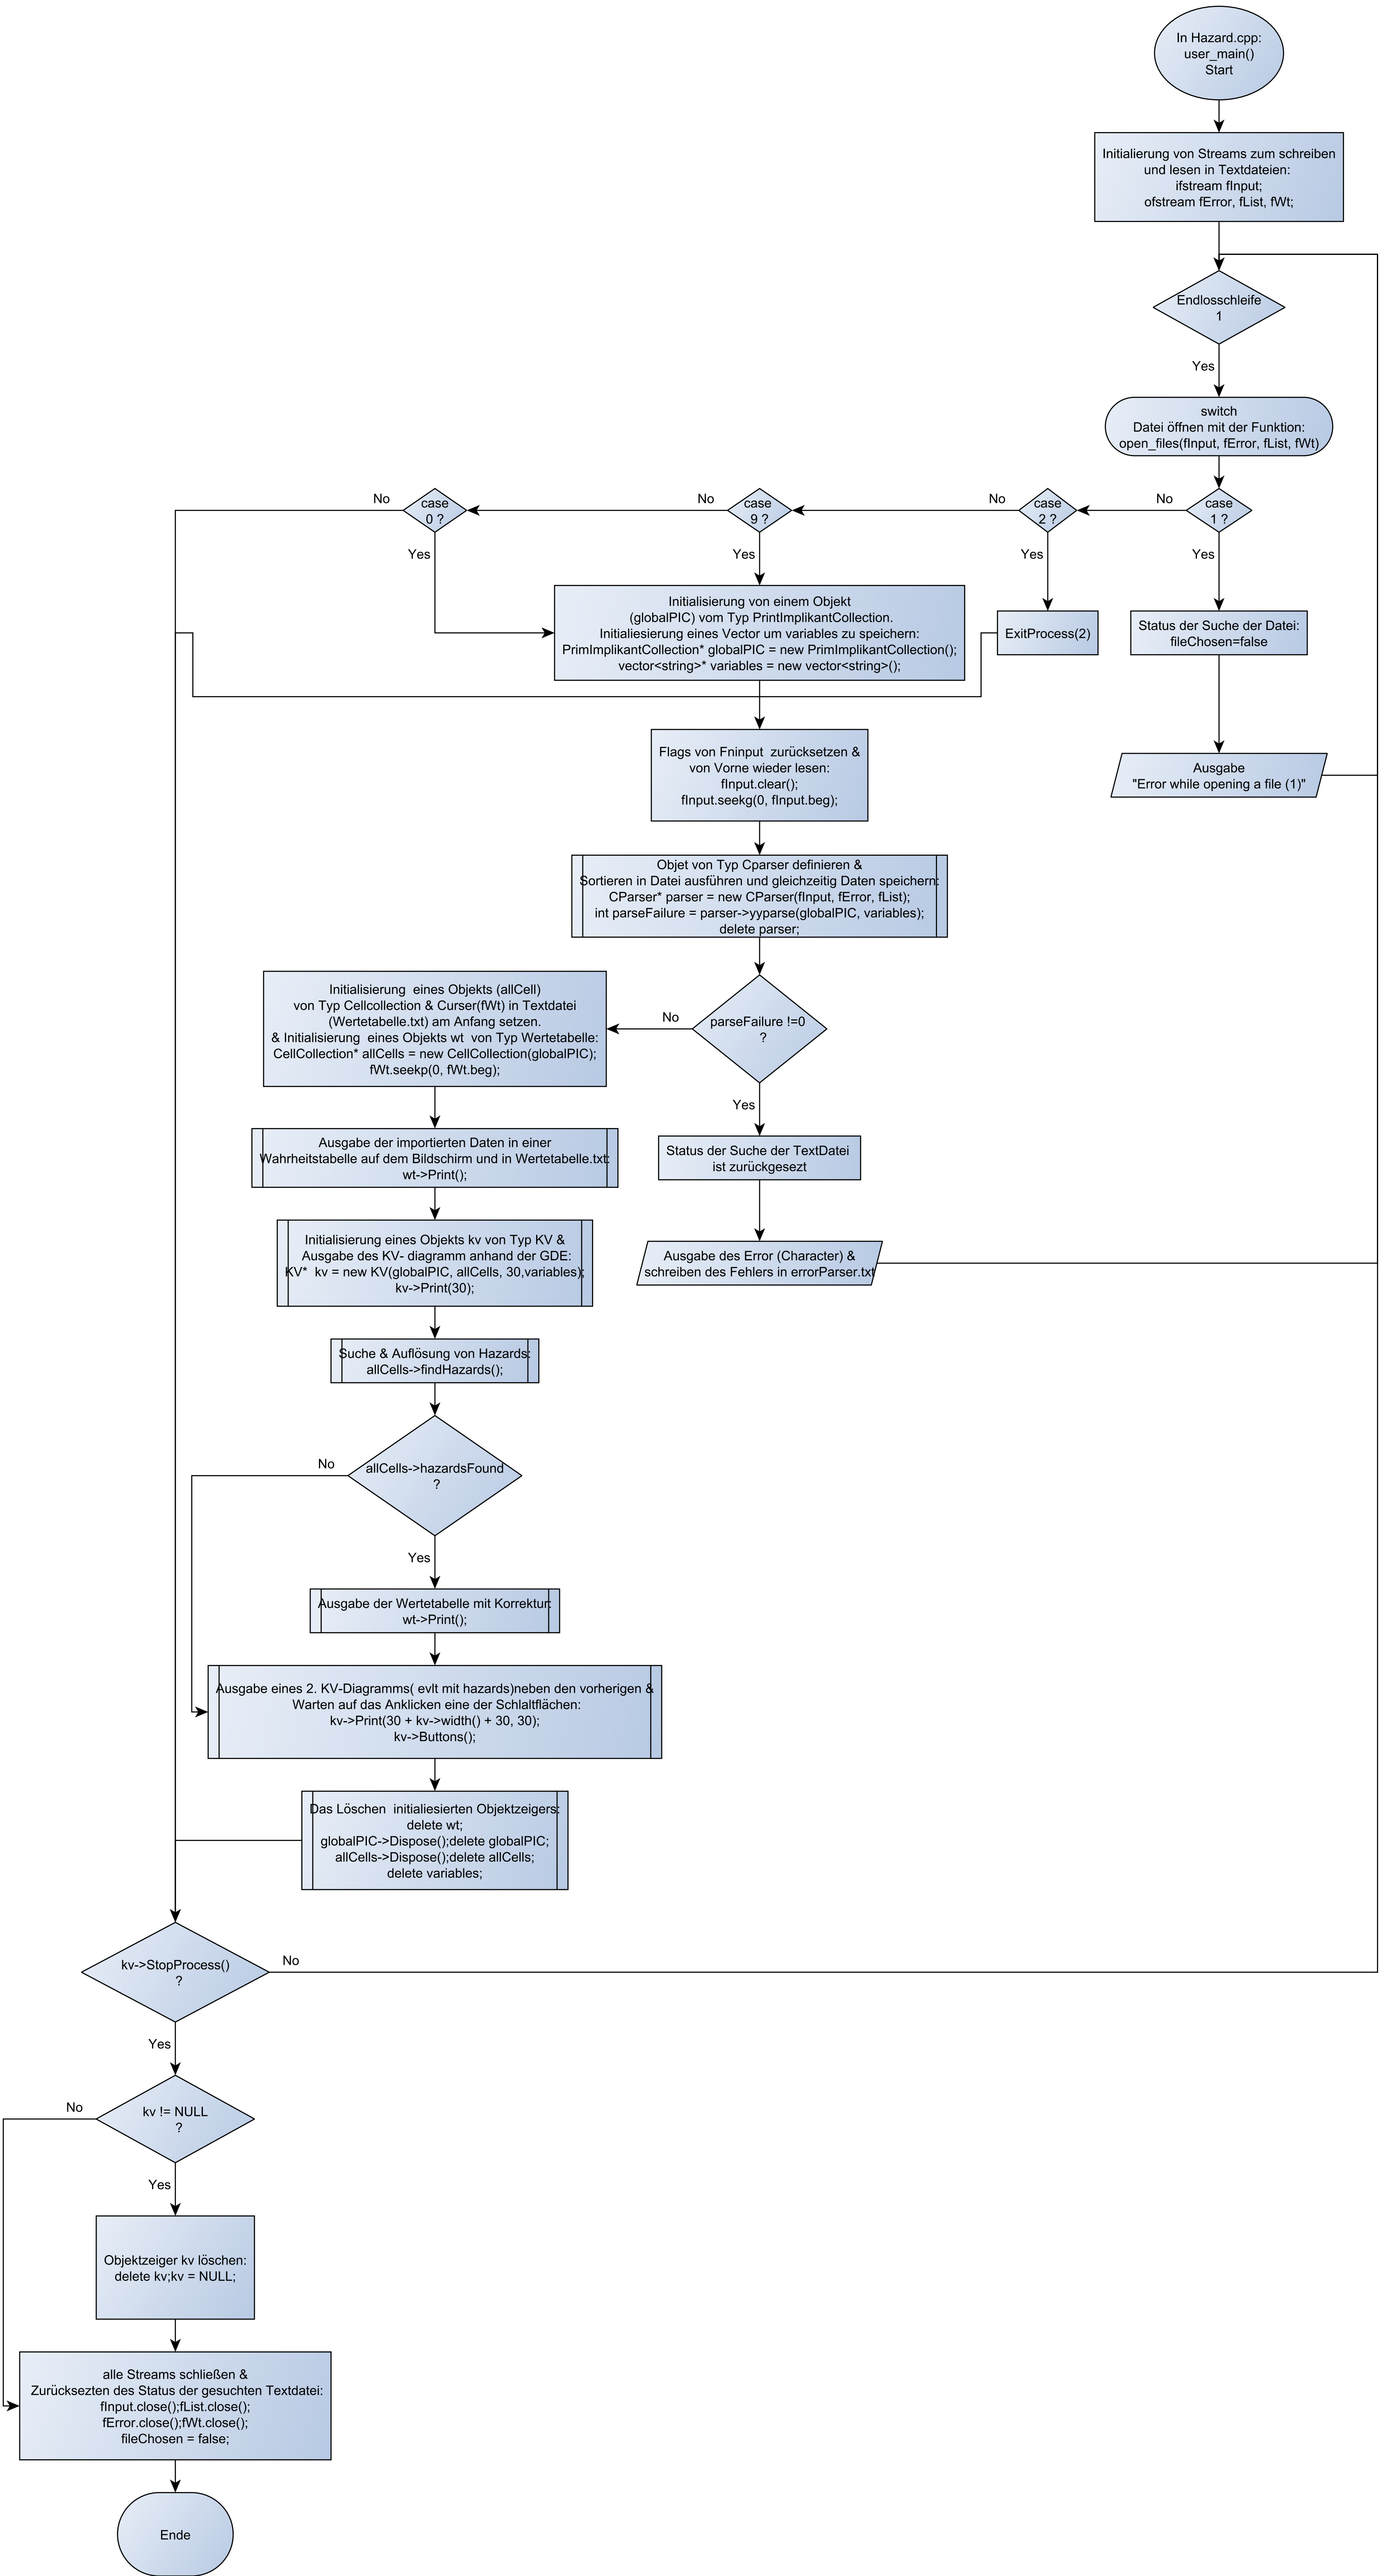 In Hazard.cpp:
user_main()
Start
Initialierung von Streams zum schreiben
und lesen in Textdateien:
ifstream fInput;
ofstream fError, fList, fWt;
Endlosschleife
1
Yes
switch
Datei öffnen mit der Funktion:
open_files(fInput, fError, fList, fWt)
case
1 ?
No
Yes
case
2 ?
No
Yes
case
9 ?
No
Yes
case
0 ?
No
Yes
Status der Suche der Datei:
fileChosen=false
Ausgabe
"Error while opening a file (1)"
ExitProcess(2)
Initialisierung von einem Objekt
(globalPIC) vom Typ PrintImplikantCollection.
Initialiesierung eines Vector um variables zu speichern:
PrimImplikantCollection* globalPIC = new PrimImplikantCollection();
vector<string>* variables = new vector<string>();
Flags von Fninput  zurücksetzen &
von Vorne wieder lesen:
fInput.clear();
fInput.seekg(0, fInput.beg);
Objet von Typ Cparser definieren &
Sortieren in Datei ausführen und gleichzeitig Daten speichern:
CParser* parser = new CParser(fInput, fError, fList);
int parseFailure = parser->yyparse(globalPIC, variables);
delete parser;
parseFailure !=0
?
No
Yes
Status der Suche der TextDatei
ist zurückgesezt
Ausgabe des Error (Character) &
schreiben des Fehlers in errorParser.txt
Initialisierung  eines Objekts (allCell)
von Typ Cellcollection & Curser(fWt) in Textdatei
(Wertetabelle.txt) am Anfang setzen.
& Initialisierung  eines Objekts wt  von Typ Wertetabelle:
CellCollection* allCells = new CellCollection(globalPIC);
fWt.seekp(0, fWt.beg);
Ausgabe der importierten Daten in einer
Wahrheitstabelle auf dem Bildschirm und in Wertetabelle.txt:
wt->Print();
Initialisierung eines Objekts kv von Typ KV &
Ausgabe des KV- diagramm anhand der GDE:
KV*  kv = new KV(globalPIC, allCells, 30,variables);
kv->Print(30);
Suche & Auflösung von Hazards:
allCells->findHazards();
allCells->hazardsFound
?
No
Yes
Ausgabe der Wertetabelle mit Korrektur:
wt->Print();
Ausgabe eines 2. KV-Diagramms( evlt mit hazards)neben den vorherigen &
Warten auf das Anklicken eine der Schlaltflächen:
kv->Print(30 + kv->width() + 30, 30);
kv->Buttons();
Das Löschen  initialiesierten Objektzeigers:
delete wt;
globalPIC->Dispose();delete globalPIC;
allCells->Dispose();delete allCells;
delete variables;
kv->StopProcess()
?
No
Yes
kv != NULL
?
No
Yes
Objektzeiger kv löschen:
delete kv;kv = NULL;
alle Streams schließen &
Zurücksezten des Status der gesuchten Textdatei:
fInput.close();fList.close();
fError.close();fWt.close();
fileChosen = false;
Ende